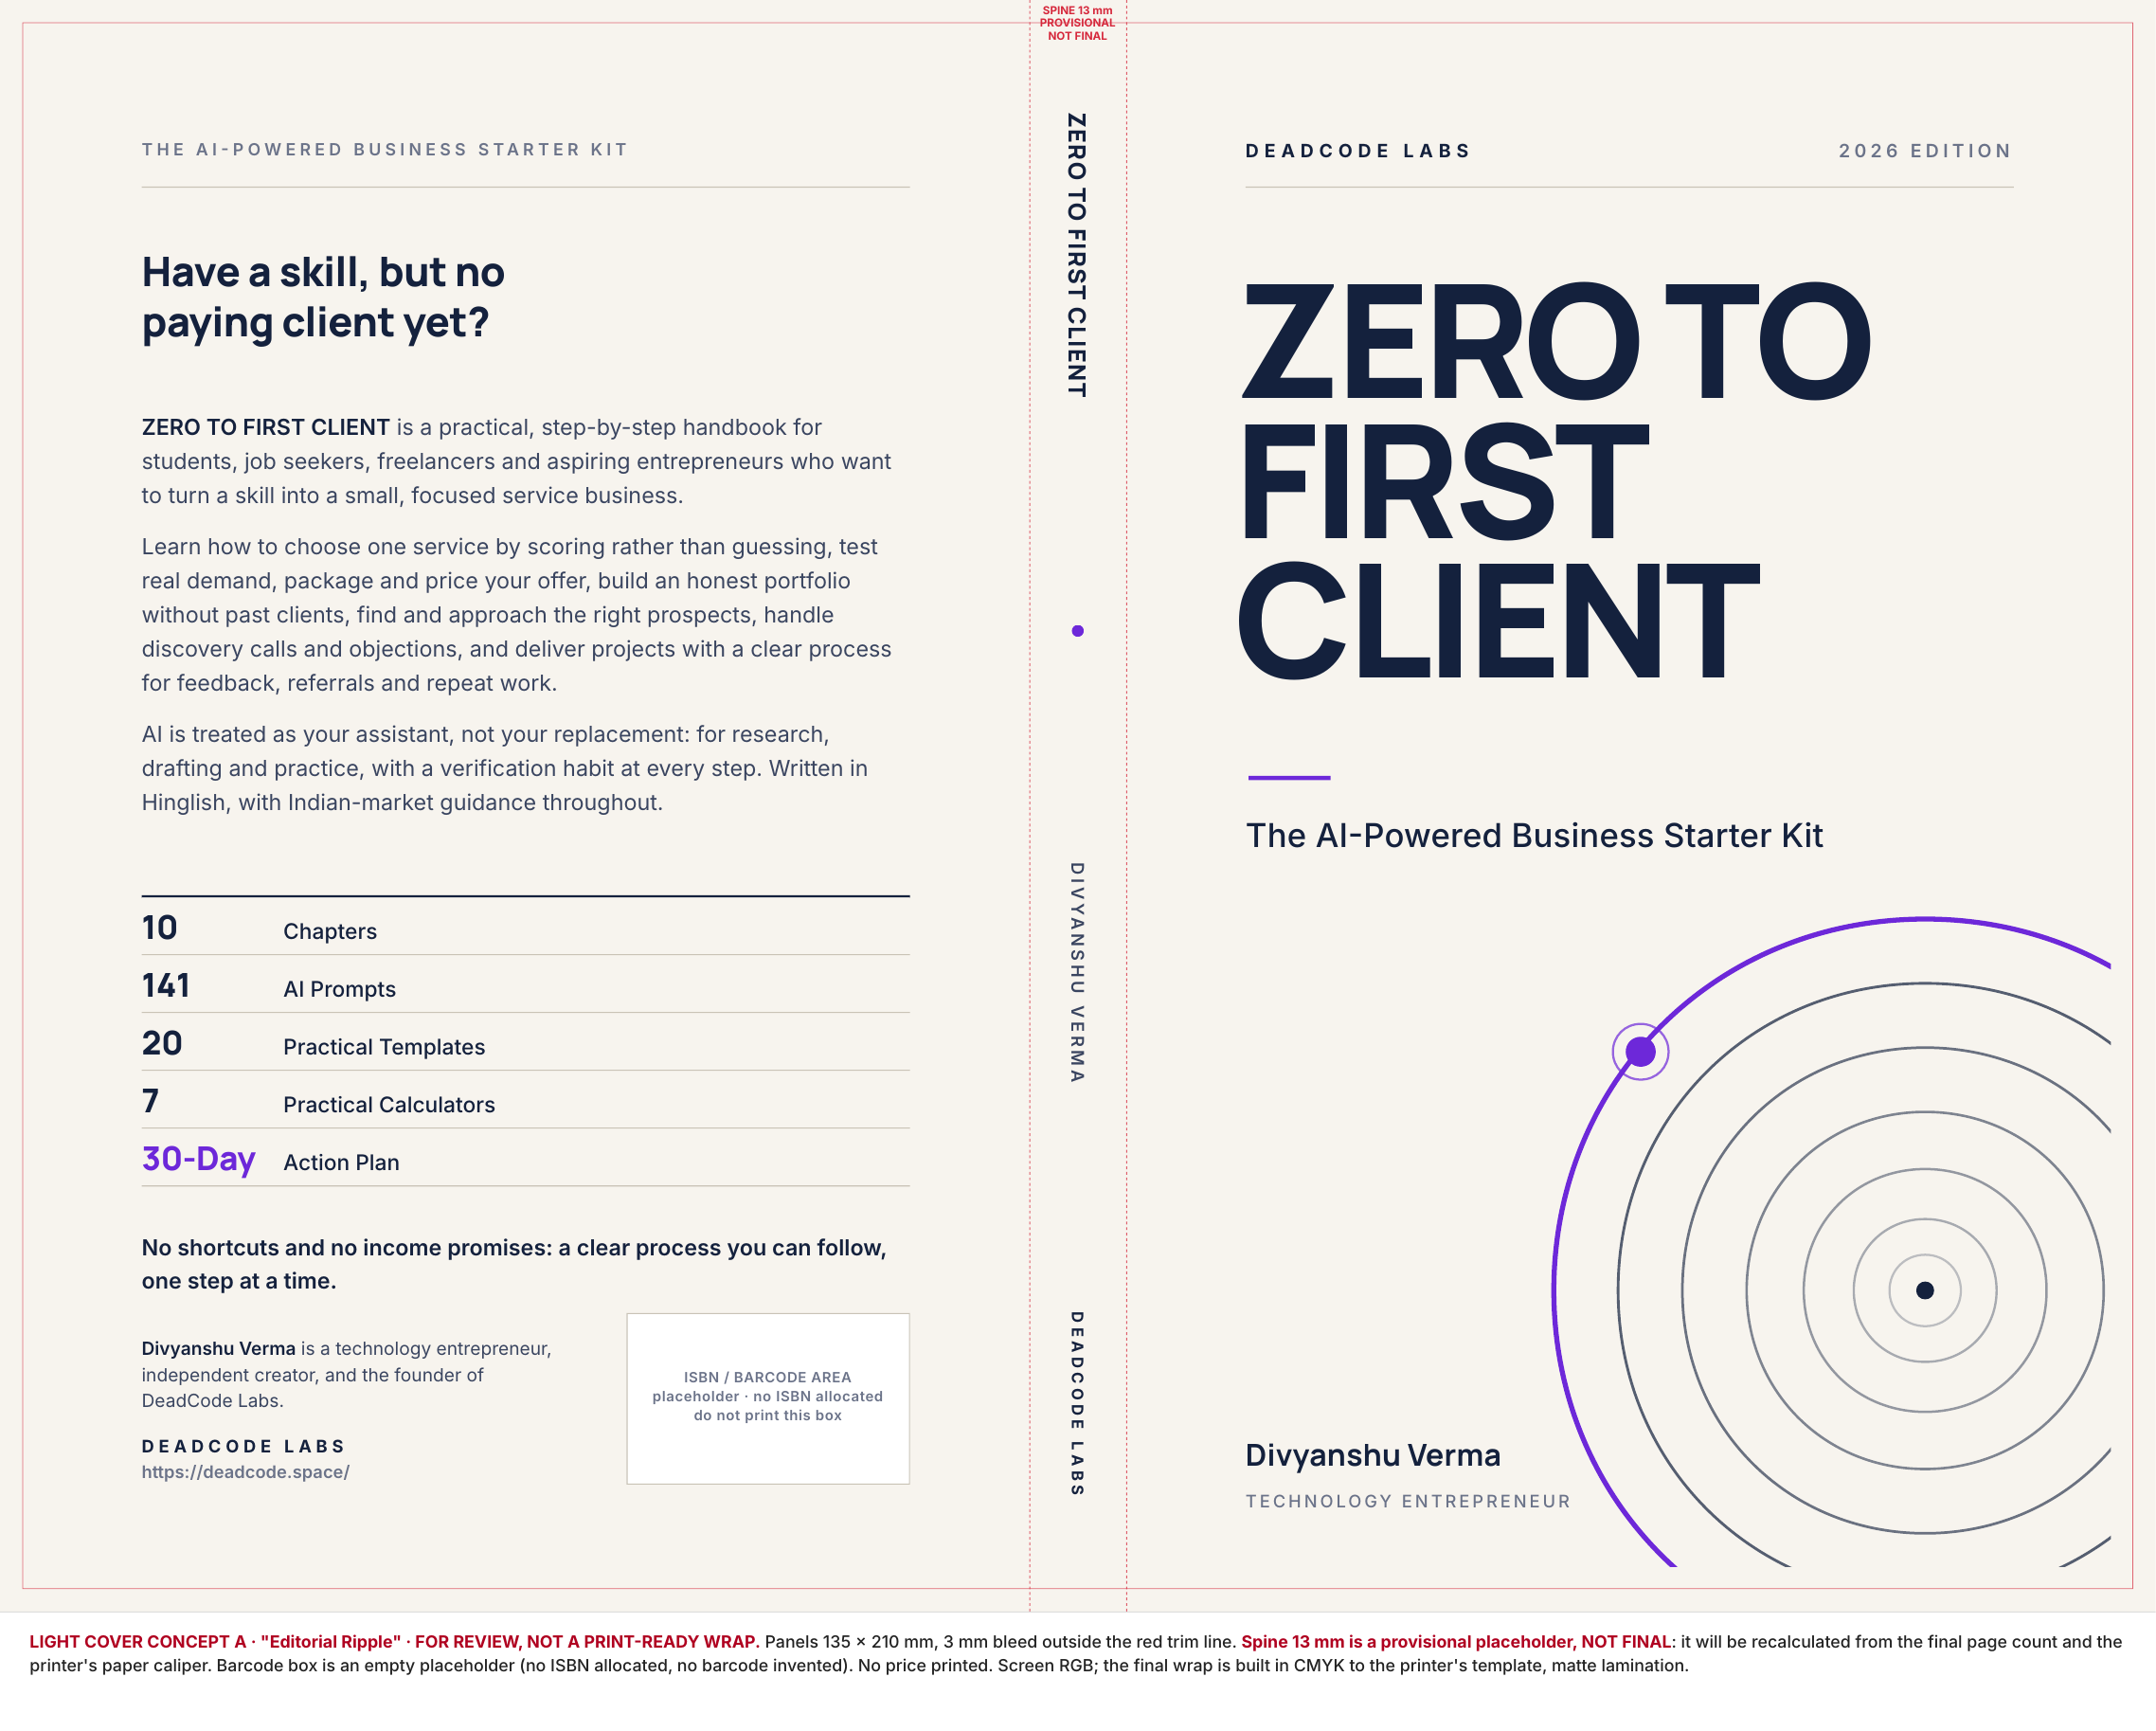 SPINE 13 mm
PROVISIONAL
NOT FINAL
THE AI-POWERED BUSINESS STARTER KIT
Have a skill, but no
paying client yet?
ZERO TO FIRST CLIENT is a practical, step-by-step handbook for
students, job seekers, freelancers and aspiring entrepreneurs who want
to turn a skill into a small, focused service business.
Learn how to choose one service by scoring rather than guessing, test
real demand, package and price your offer, build an honest portfolio
without past clients, find and approach the right prospects, handle
discovery calls and objections, and deliver projects with a clear process
for feedback, referrals and repeat work.
AI is treated as your assistant, not your replacement: for research,
drafting and practice, with a verification habit at every step. Written in
Hinglish, with Indian-market guidance throughout.
10 Chapters
141 AI Prompts
20 Practical Templates
7 Practical Calculators
30-Day Action Plan
No shortcuts and no income promises: a clear process you can follow,
one step at a time.
Divyanshu Verma is a technology entrepreneur,
independent creator, and the founder of
DeadCode Labs.
DEADCODE LABS
https://deadcode.space/
ISBN / BARCODE AREA
placeholder · no ISBN allocated
do not print this box
ZERO TO FIRST CLIENT
DIVYANSHU VERMA
DEADCODE LABS
DEADCODE LABS
2026 EDITION
ZERO TO
FIRST
CLIENT
The AI-Powered Business Starter Kit
Divyanshu Verma
TECHNOLOGY ENTREPRENEUR
LIGHT COVER CONCEPT A · "Editorial Ripple" · FOR REVIEW, NOT A PRINT-READY WRAP. Panels 135 × 210 mm, 3 mm bleed outside the red trim line. Spine 13 mm is a provisional placeholder, NOT FINAL: it will be recalculated from the final page count and the
printer's paper caliper. Barcode box is an empty placeholder (no ISBN allocated, no barcode invented). No price printed. Screen RGB; the final wrap is built in CMYK to the printer's template, matte lamination.